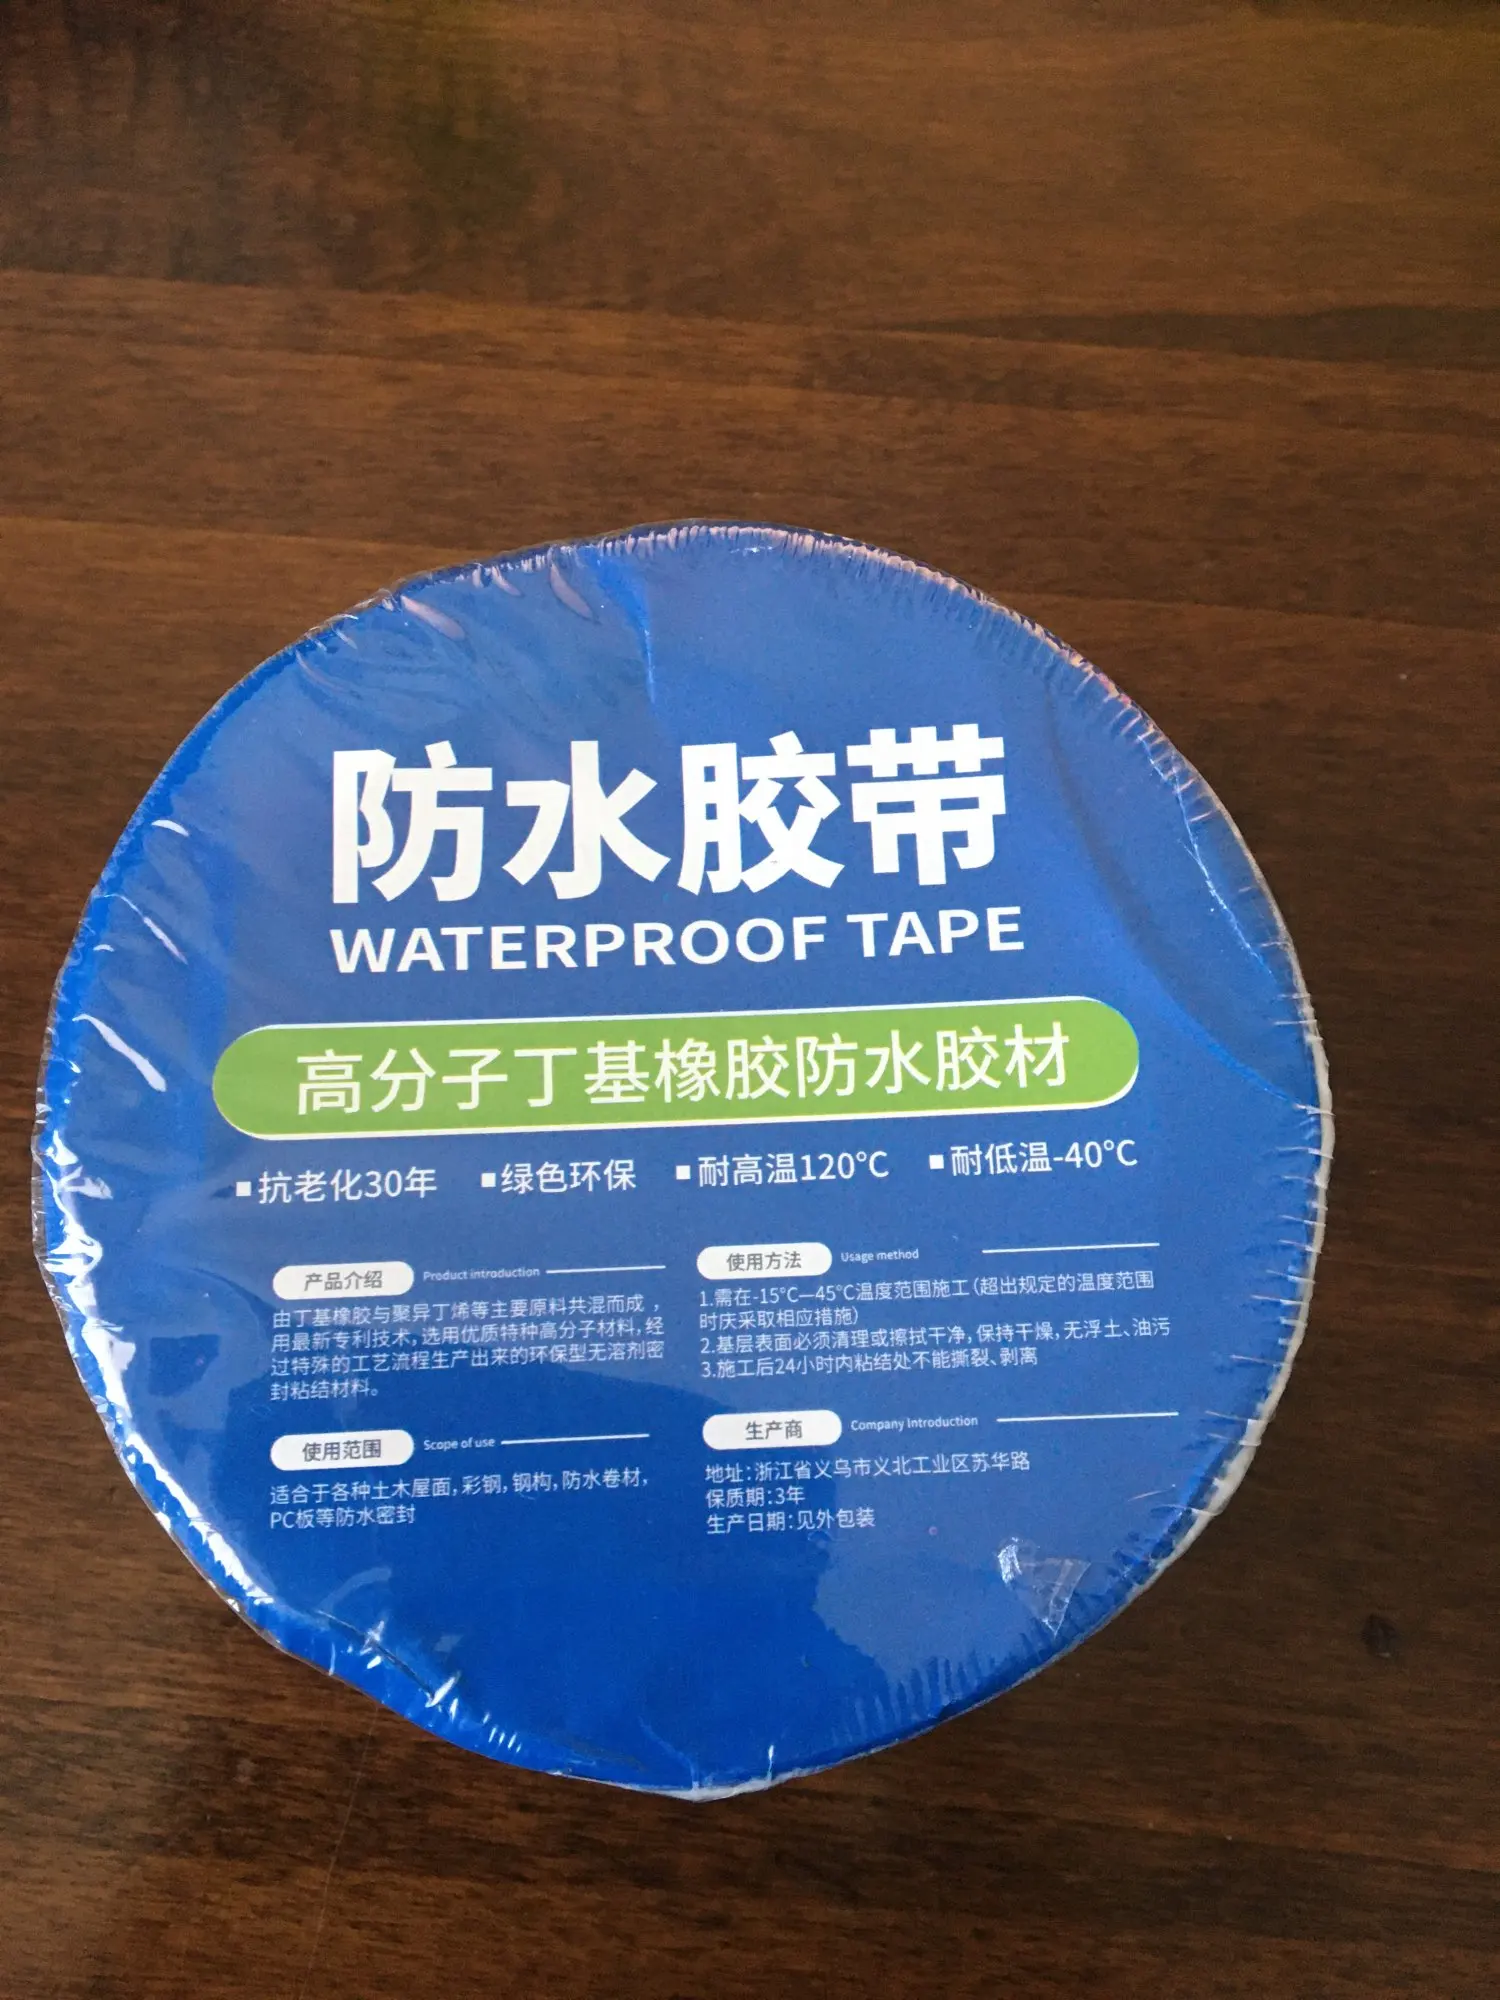 防水胶带
WATERPROOF TAPE
高分子丁基橡胶防水胶材
▪抗老化30年 ▪绿色环保 ▪耐高温120°C ▪耐低温-40°C
产品介绍 Product introduction
由丁基橡胶与聚异丁烯等主要原料共混而成，
用最新专利技术，选用优质特种高分子材料，经
过特殊的工艺流程生产出来的环保型无溶剂密
封粘结材料。
使用范围 Scope of use
适合于各种土木屋面，彩钢，钢构，防水卷材，
PC板等防水密封
使用方法 Usage method
1.需在-15°C—45°C温度范围施工（超出规定的温度范围
时庆采取相应措施）
2.基层表面必须清理或擦拭干净，保持干燥，无浮土、油污
3.施工后24小时内粘结处不能撕裂、剥离
生产商 Company Introduction
地址：浙江省义乌市义北工业区苏华路
保质期：3年
生产日期：见外包装